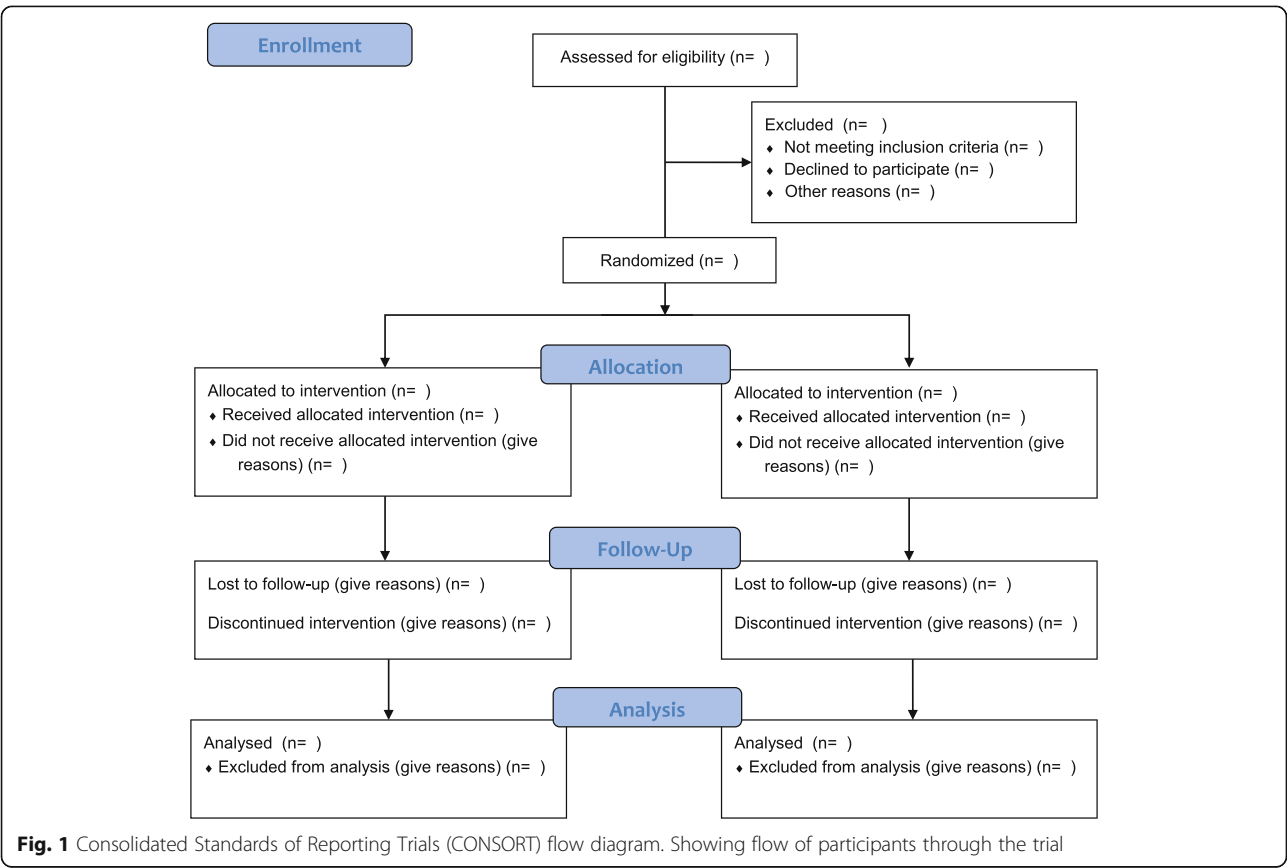 Enrollment
Assessed for eligibility (n=  )
Excluded  (n=   )
♦ Not meeting inclusion criteria (n=  )
♦ Declined to participate (n=  )
♦ Other reasons (n=  )
Randomized (n=  )
Allocation
Allocated to intervention (n=  )
♦ Received allocated intervention (n=  )
♦ Did not receive allocated intervention (give
reasons) (n=  )
Allocated to intervention (n=  )
♦ Received allocated intervention (n=  )
♦ Did not receive allocated intervention (give
reasons) (n=  )
Follow-Up
Lost to follow-up (give reasons) (n=  )
Discontinued intervention (give reasons) (n=  )
Lost to follow-up (give reasons) (n=  )
Discontinued intervention (give reasons) (n=  )
Analysis
Analysed  (n=  )
♦ Excluded from analysis (give reasons) (n=  )
Analysed  (n=  )
♦ Excluded from analysis (give reasons) (n=  )
Fig. 1 Consolidated Standards of Reporting Trials (CONSORT) flow diagram. Showing flow of participants through the trial